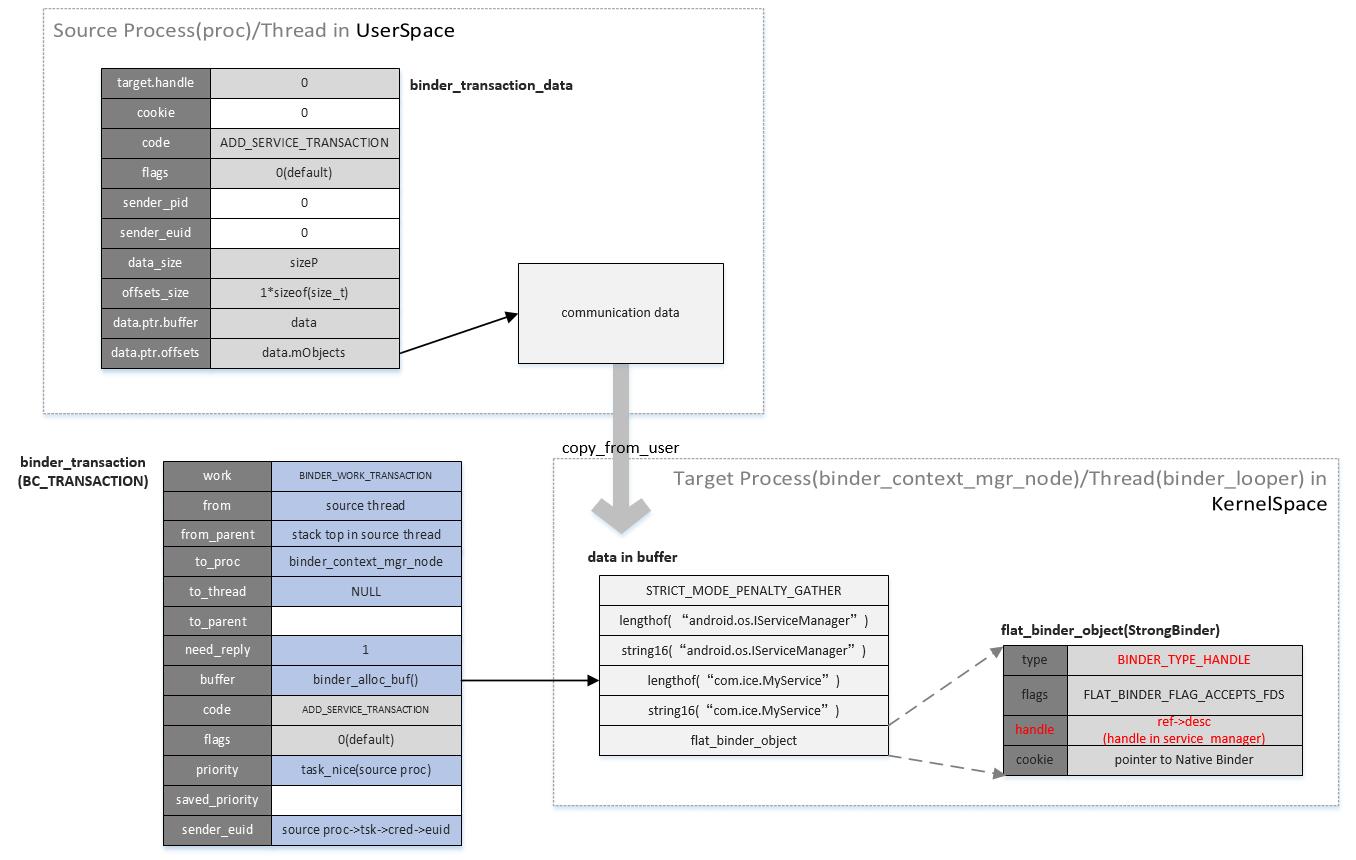 Source Process(proc)/Thread in UserSpace
binder_transaction_data
target.handle 0
cookie 0
code ADD_SERVICE_TRANSACTION
flags 0(default)
sender_pid 0
sender_euid 0
data_size sizeP
offsets_size 1*sizeof(size_t)
data.ptr.buffer data
data.ptr.offsets data.mObjects
communication data
copy_from_user
binder_transaction
(BC_TRANSACTION)
work BINDER_WORK_TRANSACTION
from source thread
from_parent stack top in source thread
to_proc binder_context_mgr_node
to_thread NULL
to_parent
need_reply 1
buffer binder_alloc_buf()
code ADD_SERVICE_TRANSACTION
flags 0(default)
priority task_nice(source proc)
saved_priority
sender_euid source proc->tsk->cred->euid
Target Process(binder_context_mgr_node)/Thread(binder_looper) in
KernelSpace
data in buffer
STRICT_MODE_PENALTY_GATHER
lengthof( “android.os.IServiceManager” )
string16( “android.os.IServiceManager” )
lengthof( “com.ice.MyService” )
string16( “com.ice.MyService” )
flat_binder_object
flat_binder_object(StrongBinder)
type BINDER_TYPE_HANDLE
flags FLAT_BINDER_FLAG_ACCEPTS_FDS
handle ref->desc
(handle in service_manager)
cookie pointer to Native Binder